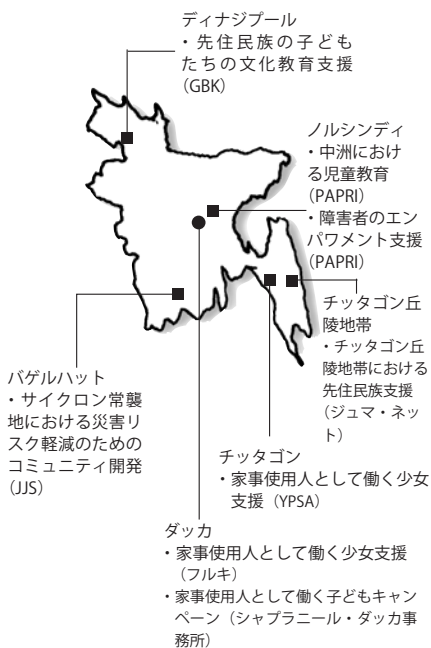 ディナジプール
・先住民族の子ども
たちの文化教育支援
(GBK)
ノルシンディ
・中洲におけ
る児童教育
(PAPRI)
・障害者のエン
パワメント支援
(PAPRI)
チッタゴン丘
陵地帯
・チッタゴン丘
陵地帯における
先住民族支援
（ジュマ・ネッ
ト）
バゲルハット
・サイクロン常襲
地における災害リ
スク軽減のための
コミュニティ開発
(JJS)
チッタゴン
・家事使用人として働く少女
支援（YPSA）
ダッカ
・家事使用人として働く少女支援
（フルキ）
・家事使用人として働く子どもキャン
ペーン（シャプラニール・ダッカ事
務所）